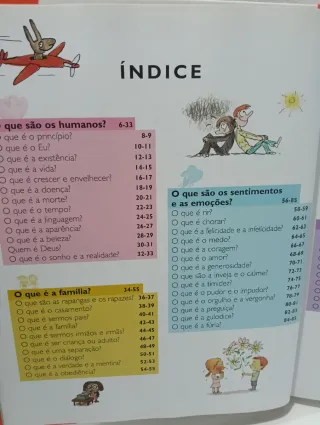 ÍNDICE
O que são os humanos? 6-33
O que é o princípio? 8-9
O que é o Eu? 10-11
O que é a existência? 12-13
O que é a vida? 14-15
O que é crescer e envelhecer? 16-17
O que é a doença? 18-19
O que é a morte? 20-21
O que é o tempo? 22-23
O que é a linguagem? 24-25
O que é a aparência? 26-27
O que é a beleza? 28-29
Quem é Deus? 30-31
O que é o sonho e a realidade? 32-33
O que é a família? 34-55
O que são as raparigas e os rapazes? 36-37
O que é o casamento? 38-39
O que é sermos pais? 40-41
O que é a família? 42-43
O que é sermos irmãos e irmãs? 44-45
O que é ser criança ou adulto? 46-47
O que é uma separação? 48-49
O que é o diálogo? 50-51
O que é a verdade e a mentira? 52-53
O que é a obediência? 54-55
O que são os sentimentos
e as emoções? 56-85
O que é rir? 58-59
O que é chorar? 60-61
O que é a felicidade e a infelicidade? 62-63
O que é o medo? 64-65
O que é a coragem? 66-67
O que é o amor? 68-69
O que é a generosidade? 70-71
O que são a inveja e o ciúme? 72-73
O que é a timidez? 74-75
O que é o pudor e o impudor? 76-77
O que é o orgulho e a vergonha? 78-79
O que é a preguiça? 80-81
O que é a gulodice? 82-83
O que é a fúria? 84-85